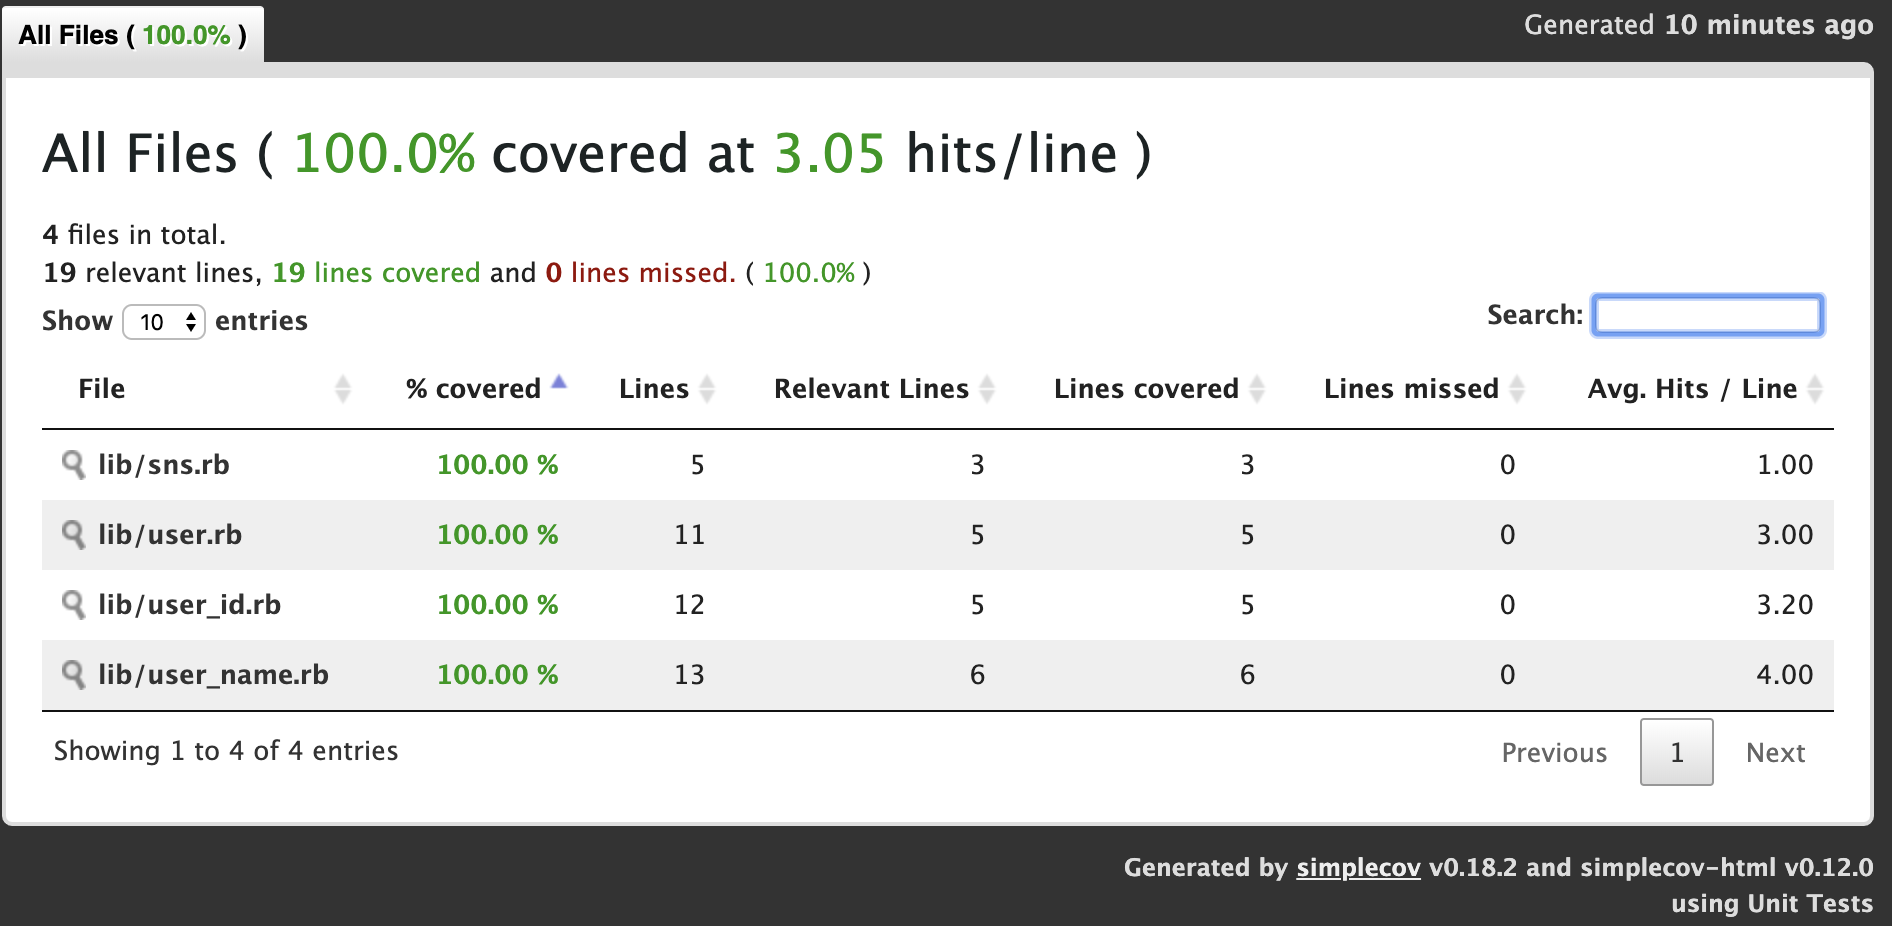 All Files ( 100.0% )
Generated 10 minutes ago
All Files ( 100.0% covered at 3.05 hits/line )
4 files in total.
19 relevant lines, 19 lines covered and 0 lines missed. ( 100.0% )
Show 10 entries
Search:
File % covered Lines Relevant Lines Lines covered Lines missed Avg. Hits / Line
lib/sns.rb 100.00 % 5 3 3 0 1.00
lib/user.rb 100.00 % 11 5 5 0 3.00
lib/user_id.rb 100.00 % 12 5 5 0 3.20
lib/user_name.rb 100.00 % 13 6 6 0 4.00
Showing 1 to 4 of 4 entries
Previous 1 Next
Generated by simplecov v0.18.2 and simplecov-html v0.12.0
using Unit Tests